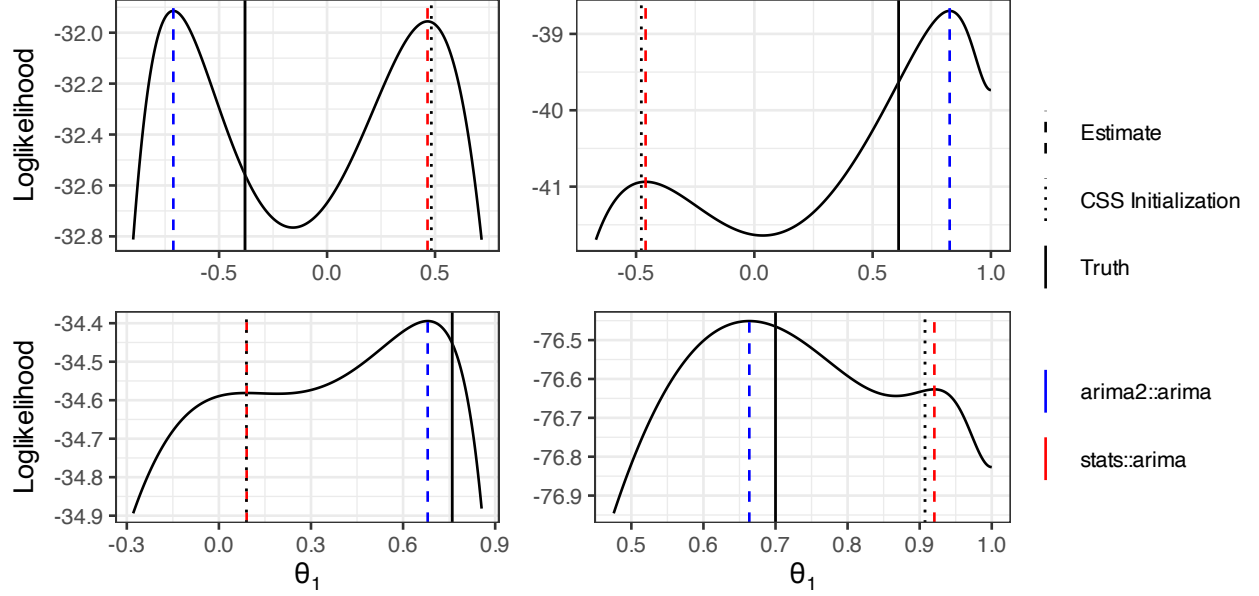 Loglikelihood
-32.0
-32.2
-32.4
-32.6
-32.8
-0.5 0.0 0.5
-39
-40
-41
-0.5 0.0 0.5 1.0
Loglikelihood
-34.4
-34.5
-34.6
-34.7
-34.8
-34.9
-0.3 0.0 0.3 0.6 0.9
θ1
-76.5
-76.6
-76.7
-76.8
-76.9
0.5 0.6 0.7 0.8 0.9 1.0
θ1
Estimate
CSS Initialization
Truth
arima2::arima
stats::arima